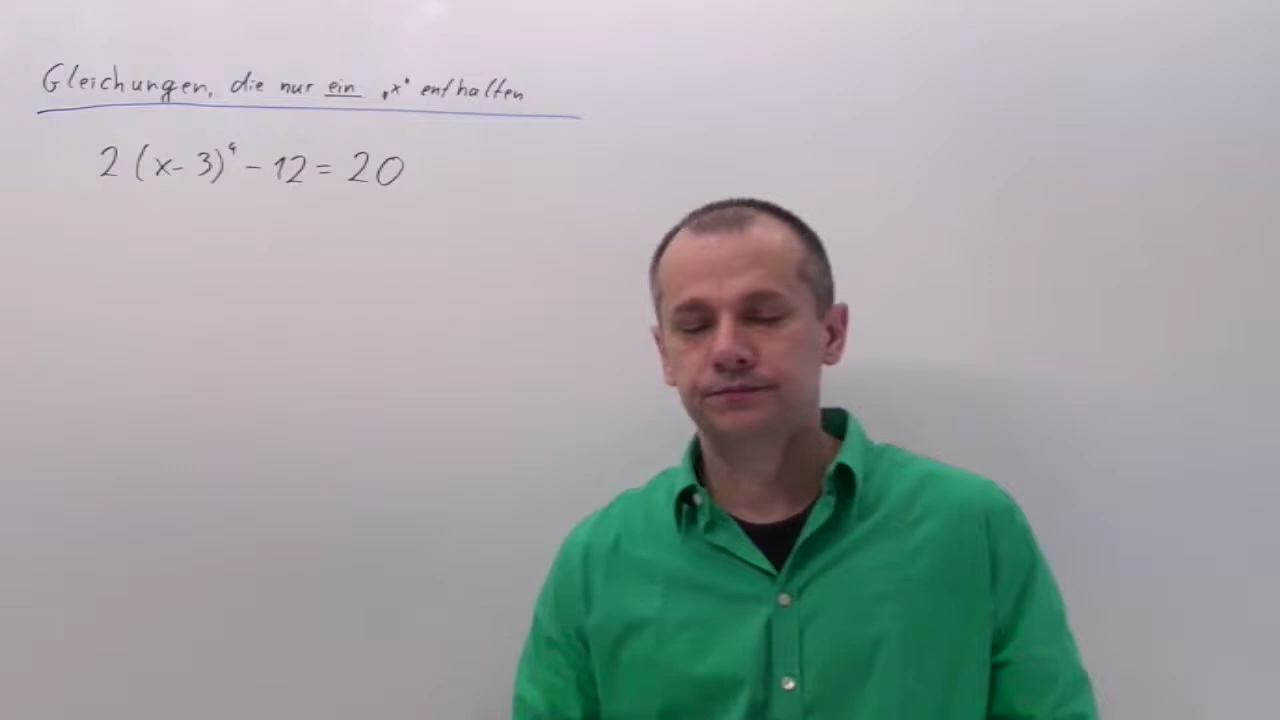 Gleichungen, die nur ein „x“ enthalten
2 (x - 3)⁴ - 12 = 20